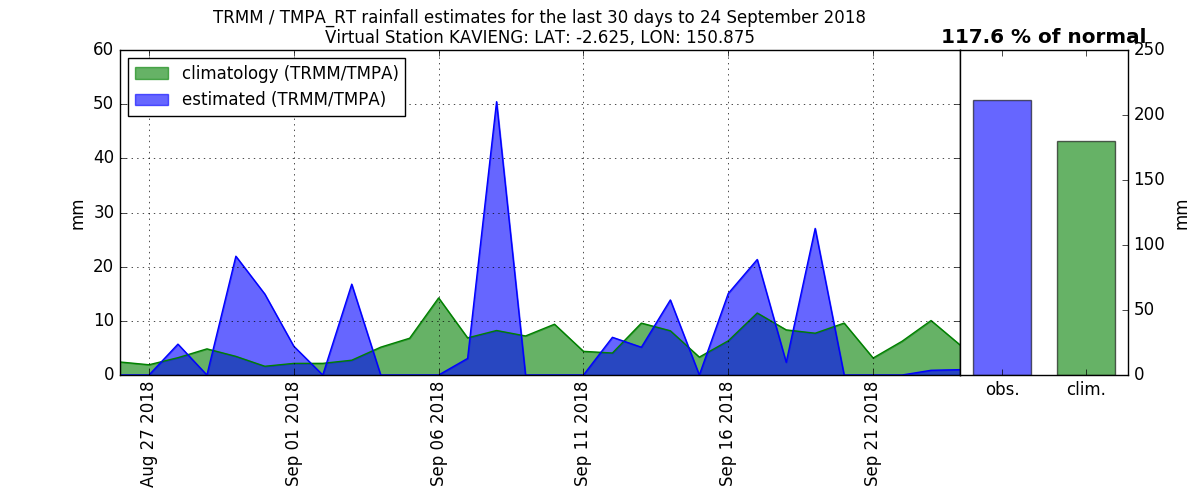 TRMM / TMPA_RT rainfall estimates for the last 30 days to 24 September 2018
Virtual Station KAVIENG: LAT: -2.625, LON: 150.875
117.6 % of normal
climatology (TRMM/TMPA)
estimated (TRMM/TMPA)
60
50
40
30
20
10
0
mm
Aug 27 2018
Sep 01 2018
Sep 06 2018
Sep 11 2018
Sep 16 2018
Sep 21 2018
250
200
150
100
50
0
mm
obs.
clim.